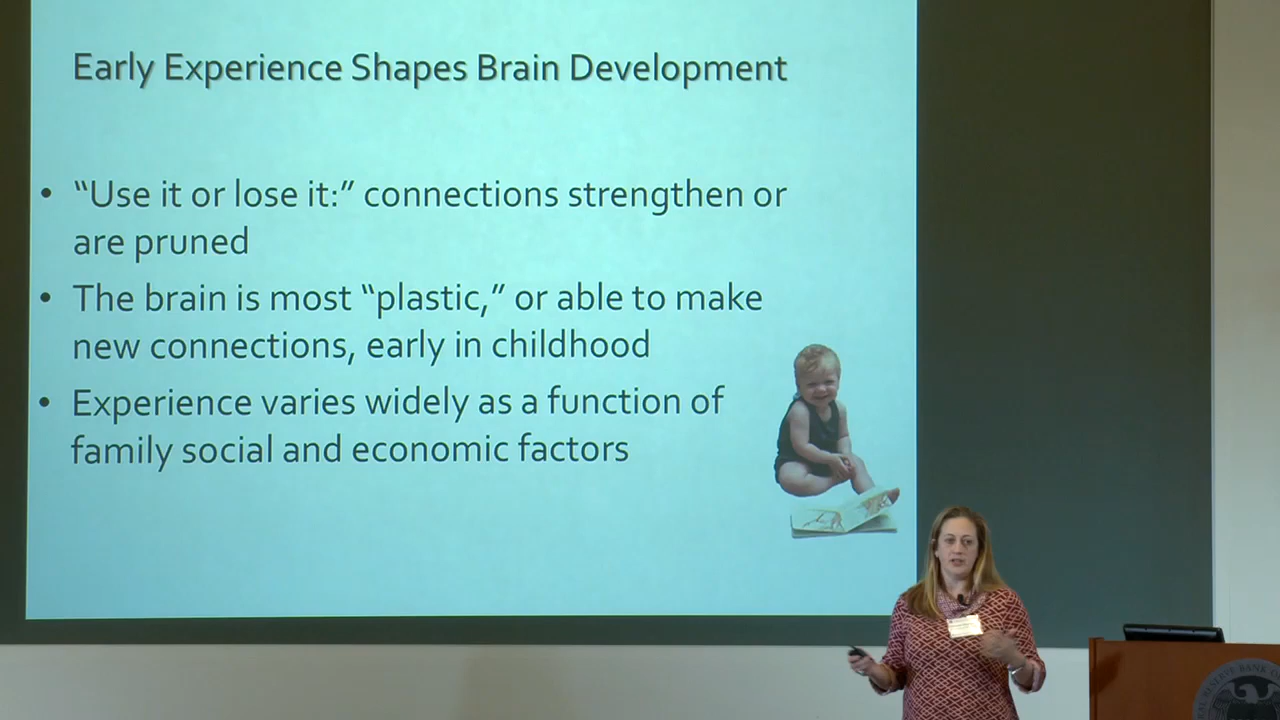 Early Experience Shapes Brain Development
• “Use it or lose it:” connections strengthen or
are pruned
• The brain is most “plastic,” or able to make
new connections, early in childhood
• Experience varies widely as a function of
family social and economic factors
RESERVE BANK